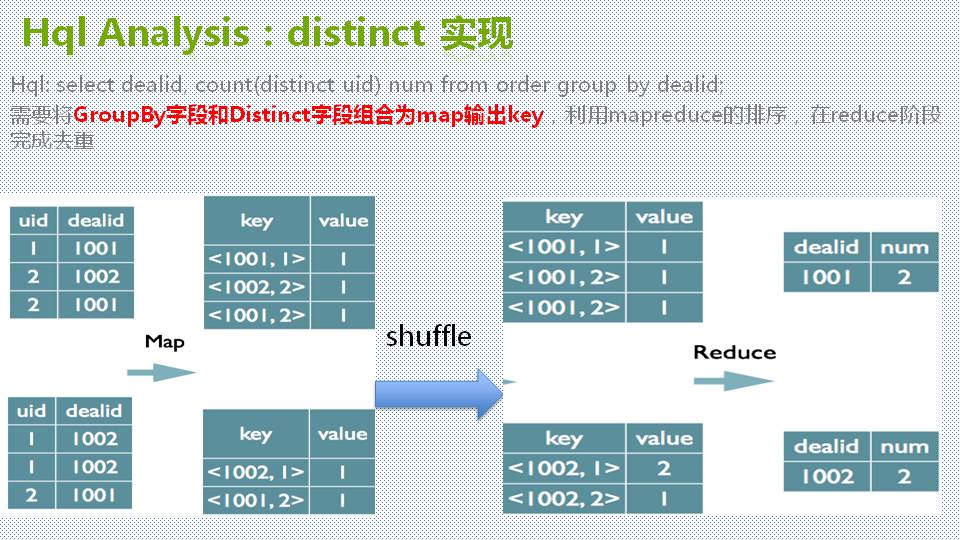 Hql Analysis：distinct 实现
Hql: select dealid, count(distinct uid) num from order group by dealid;
需要将GroupBy字段和Distinct字段组合为map输出key，利用mapreduce的排序，在reduce阶段
完成去重
uid dealid
1 1001
2 1002
2 1001
key value
<1001, 1> 1
<1002, 2> 1
<1001, 2> 1
Map
uid dealid
1 1002
1 1002
2 1001
key value
<1002, 1> 1
<1001, 2> 1
shuffle
key value
<1001, 1> 1
<1001, 2> 1
<1001, 2> 1
key value
<1002, 1> 2
<1002, 2> 1
Reduce
dealid num
1001 2
dealid num
1002 2